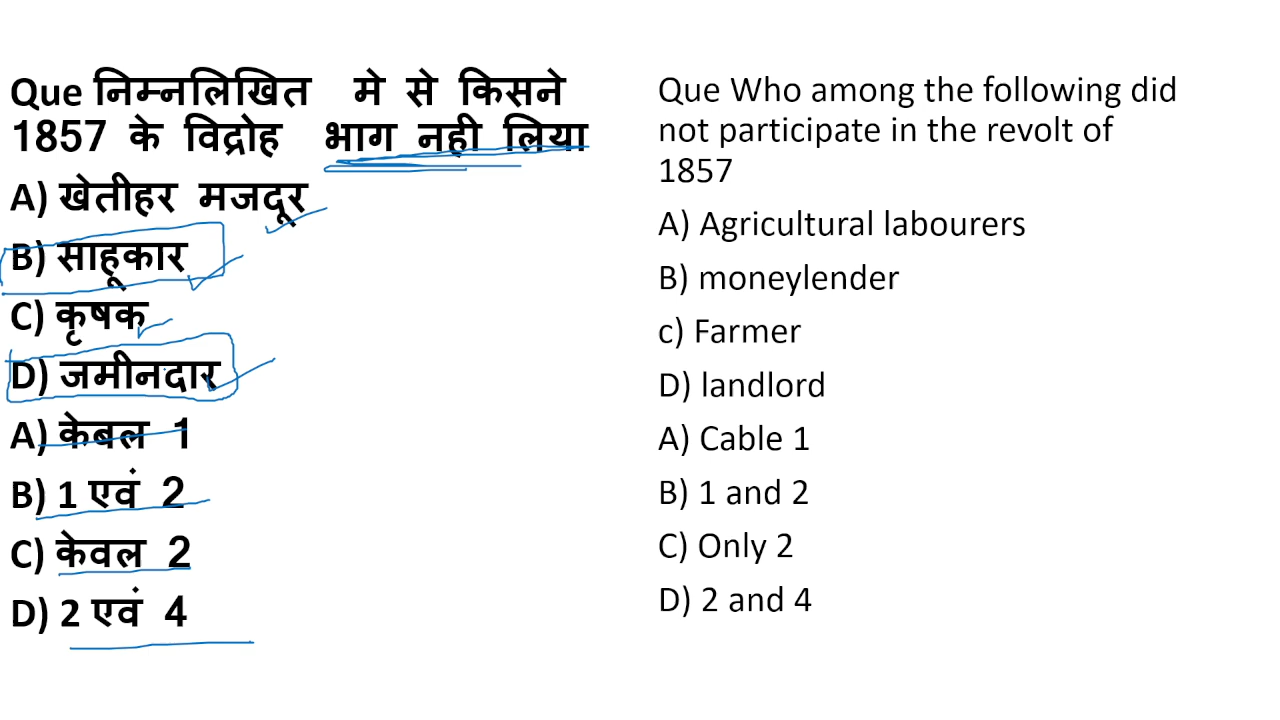 Que निम्नलिखित मे से किसने
1857 के विद्रोह भाग नही लिया
A) खेतीहर मजदूर
B) साहूकार
C) कृषक
D) जमीनदार
A) केबल 1
B) 1 एवं 2
C) केवल 2
D) 2 एवं 4
Que Who among the following did
not participate in the revolt of
1857
A) Agricultural labourers
B) moneylender
c) Farmer
D) landlord
A) Cable 1
B) 1 and 2
C) Only 2
D) 2 and 4